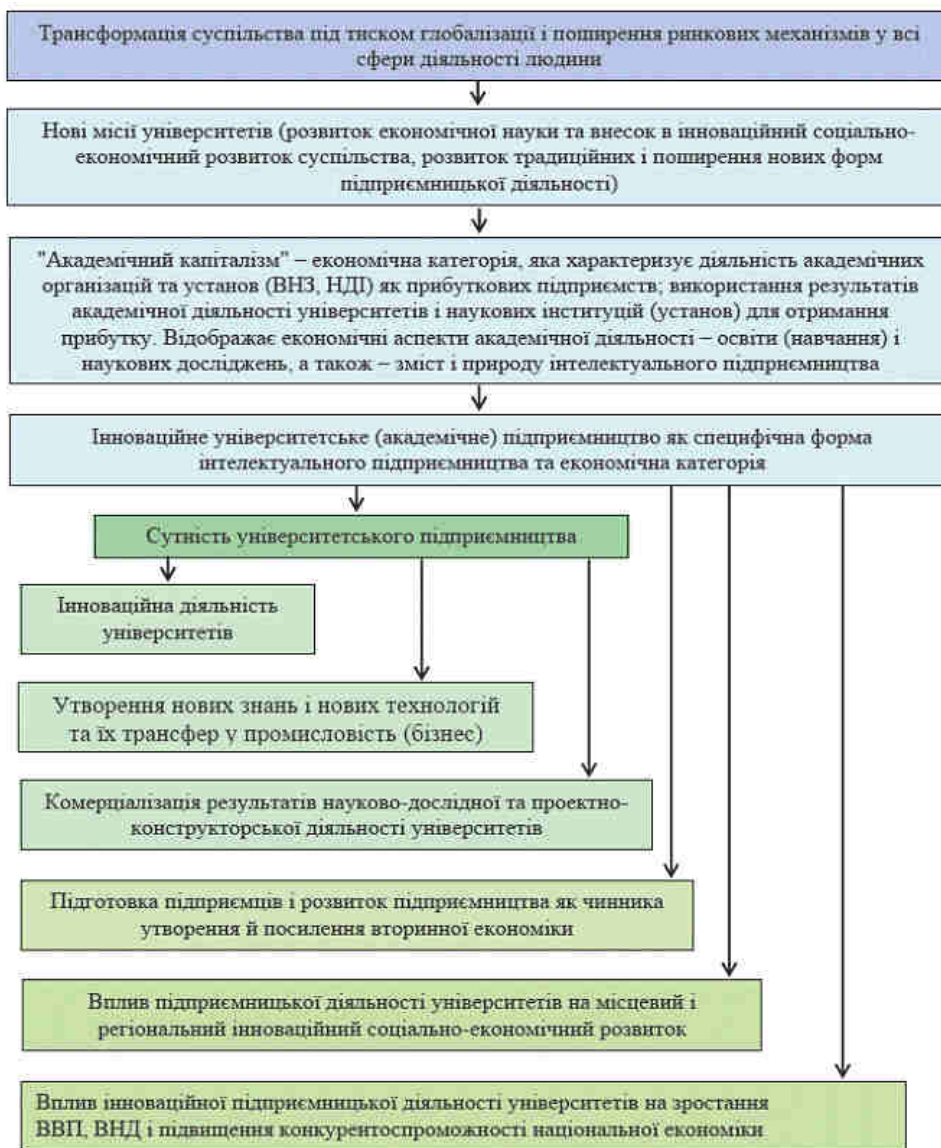 Трансформація суспільства під тиском глобалізації і поширення ринкових механізмів у всі
сфери діяльності людини
Нові місії університетів (розвиток економічної науки та внесок в інноваційний соціально-
економічний розвиток суспільства, розвиток традиційних і поширення нових форм
підприємницької діяльності)
"Академічний капіталізм" – економічна категорія, яка характеризує діяльність академічних
організацій та установ (ВНЗ, НДІ) як прибуткових підприємств; використання результатів
академічної діяльності університетів і наукових інституцій (установ) для отримання
прибутку. Відображає економічні аспекти академічної діяльності – освіти (навчання) і
наукових досліджень, а також – зміст і природу інтелектуального підприємництва
Інноваційне університетське (академічне) підприємництво як специфічна форма
інтелектуального підприємництва та економічна категорія
Сутність університетського підприємництва
Інноваційна діяльність
університетів
Утворення нових знань і нових технологій
та їх трансфер у промисловість (бізнес)
Комерціалізація результатів науково-дослідної та проектно-
конструкторської діяльності університетів
Підготовка підприємців і розвиток підприємництва як чинника
утворення й посилення вторинної економіки
Вплив підприємницької діяльності університетів на місцевий і
регіональний інноваційний соціально-економічний розвиток
Вплив інноваційної підприємницької діяльності університетів на зростання
ВВП, ВНД і підвищення конкурентоспроможності національної економіки